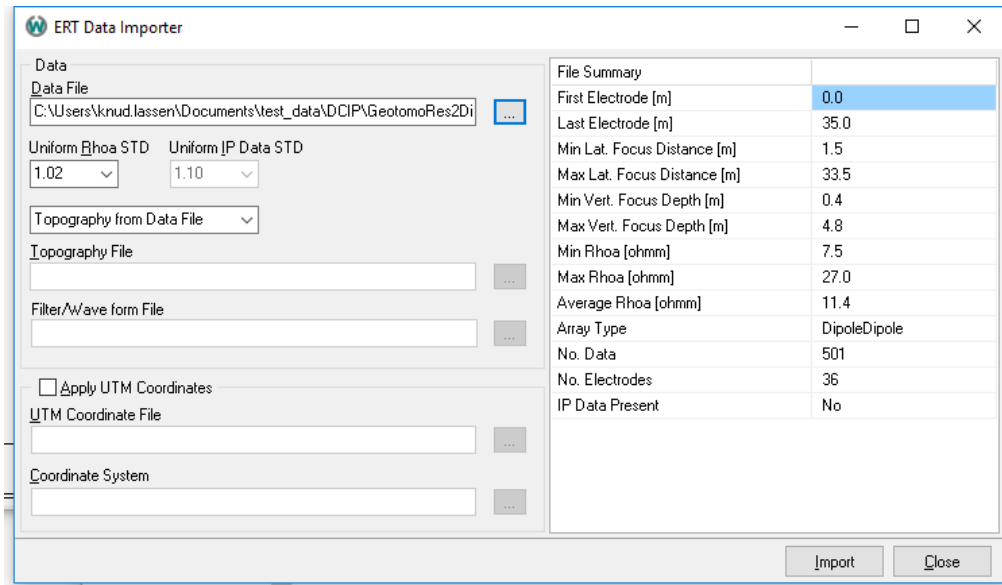 ERT Data Importer
Data
Data File
C:\Users\knud.lassen\Documents\test_data\DCIP\GeotomoRes2Di
...
Uniform Rhoa STD Uniform IP Data STD
1.02 1.10
Topography from Data File
Topography File
...
Filter/Wave form File
...
Apply UTM Coordinates
UTM Coordinate File
...
Coordinate System
...
File Summary
First Electrode [m] 0.0
Last Electrode [m] 35.0
Min Lat. Focus Distance [m] 1.5
Max Lat. Focus Distance [m] 33.5
Min Vert. Focus Depth [m] 0.4
Max Vert. Focus Depth [m] 4.8
Min Rhoa [ohmm] 7.5
Max Rhoa [ohmm] 27.0
Average Rhoa [ohmm] 11.4
Array Type DipoleDipole
No. Data 501
No. Electrodes 36
IP Data Present No
Import Close